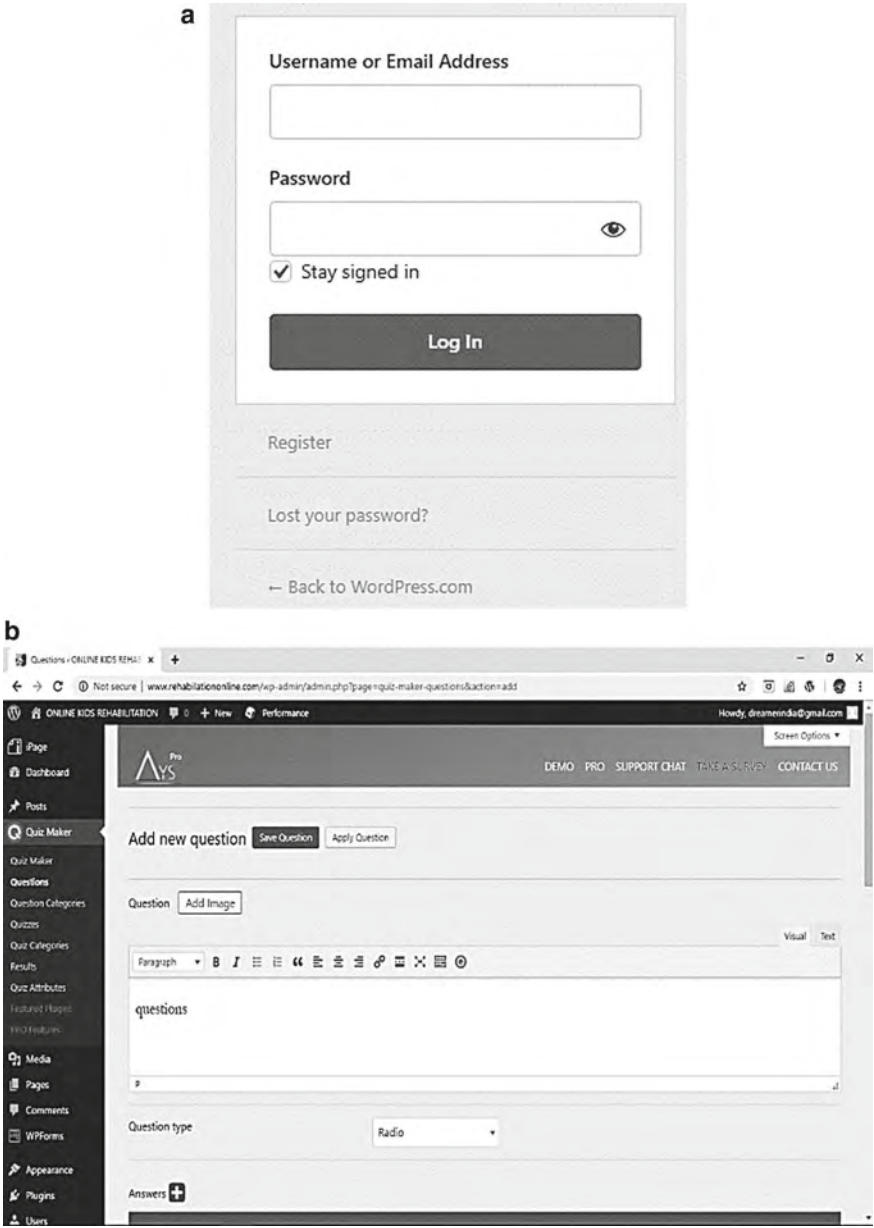 a
Username or Email Address
Password
Stay signed in
Log In
Register
Lost your password?
← Back to WordPress.com
b
Questions ‹ ONLINE KIDS REHAB
Not secure | www.rehabilationonline.com/wp-admin/admin.php?page=quiz-maker-questions&action=add
ONLINE KIDS REHABILITATION 0 + New Performance Howdy, dreamerindia@gmail.com
Screen Options
iPage
Dashboard
Posts
Quiz Maker
Quiz Maker
Questions
Question Categories
Quizzes
Quiz Categories
Results
Quiz Attributes
Featured Plugins
PRO Features
Media
Pages
Comments
WPForms
Appearance
Plugins
Users
AYS Pro
DEMO PRO SUPPORT CHAT TAKE A SURVEY CONTACT US
Add new question Save Question Apply Question
Question Add Image
Visual Text
Paragraph B I
questions
P
Question type Radio
Answers